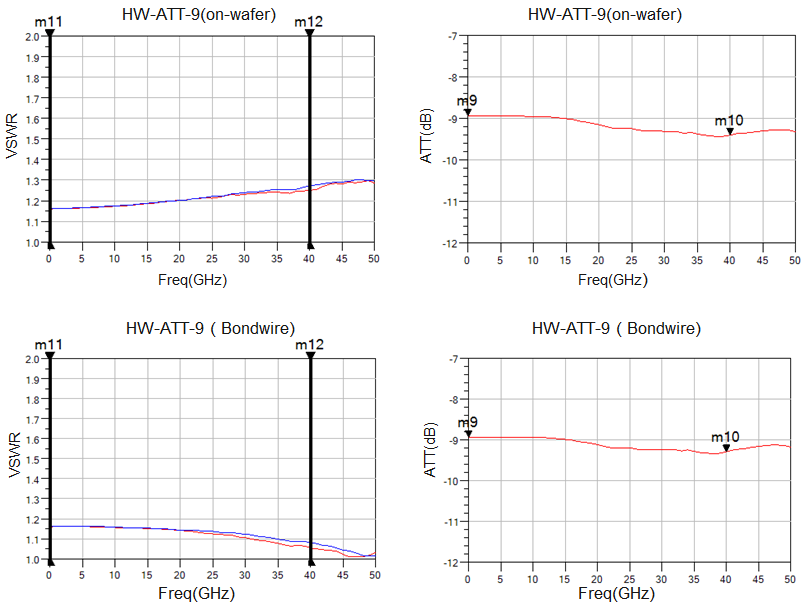 HW-ATT-9(on-wafer)
m11
m12
2.0
1.9
1.8
1.7
1.6
1.5
1.4
1.3
1.2
1.1
1.0
VSWR
0 5 10 15 20 25 30 35 40 45 50
Freq(GHz)
HW-ATT-9(on-wafer)
-7
-8
-9
-10
-11
-12
ATT(dB)
m9
m10
0 5 10 15 20 25 30 35 40 45 50
Freq(GHz)
HW-ATT-9 ( Bondwire)
m11
m12
2.0
1.9
1.8
1.7
1.6
1.5
1.4
1.3
1.2
1.1
1.0
VSWR
0 5 10 15 20 25 30 35 40 45 50
Freq(GHz)
HW-ATT-9 ( Bondwire)
-7
-8
-9
-10
-11
-12
ATT(dB)
m9
m10
0 5 10 15 20 25 30 35 40 45 50
Freq(GHz)